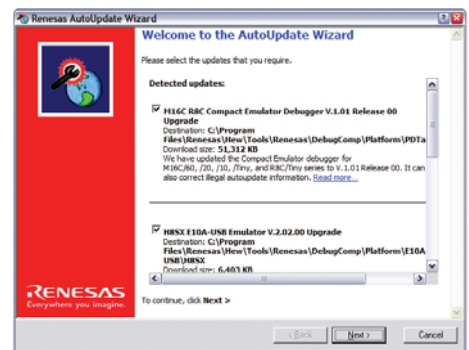 Renesas AutoUpdate Wizard
Welcome to the AutoUpdate Wizard
Please select the updates that you require.
Detected updates:
M16C R8C Compact Emulator Debugger V.1.01 Release 00
Upgrade
Destination: C:\Program
Files\Renesas\Hew\Tools\Renesas\DebugComp\Platform\PDTa
Download size: 51,312 KB
We have updated the Compact Emulator debugger for
M16C/60, /20, /10, /Tiny, and R8C/Tiny series to V.1.01 Release 00. It can
also correct illegal autoupdate information. Read more...
H8SX E10A-USB Emulator V.2.02.00 Upgrade
Destination: C:\Program
Files\Renesas\Hew\Tools\Renesas\DebugComp\Platform\E10A
USB\H8SX
Download size: 6,403 KB
RENESAS
Everywhere you imagine.
To continue, click Next >
< Back
Next >
Cancel